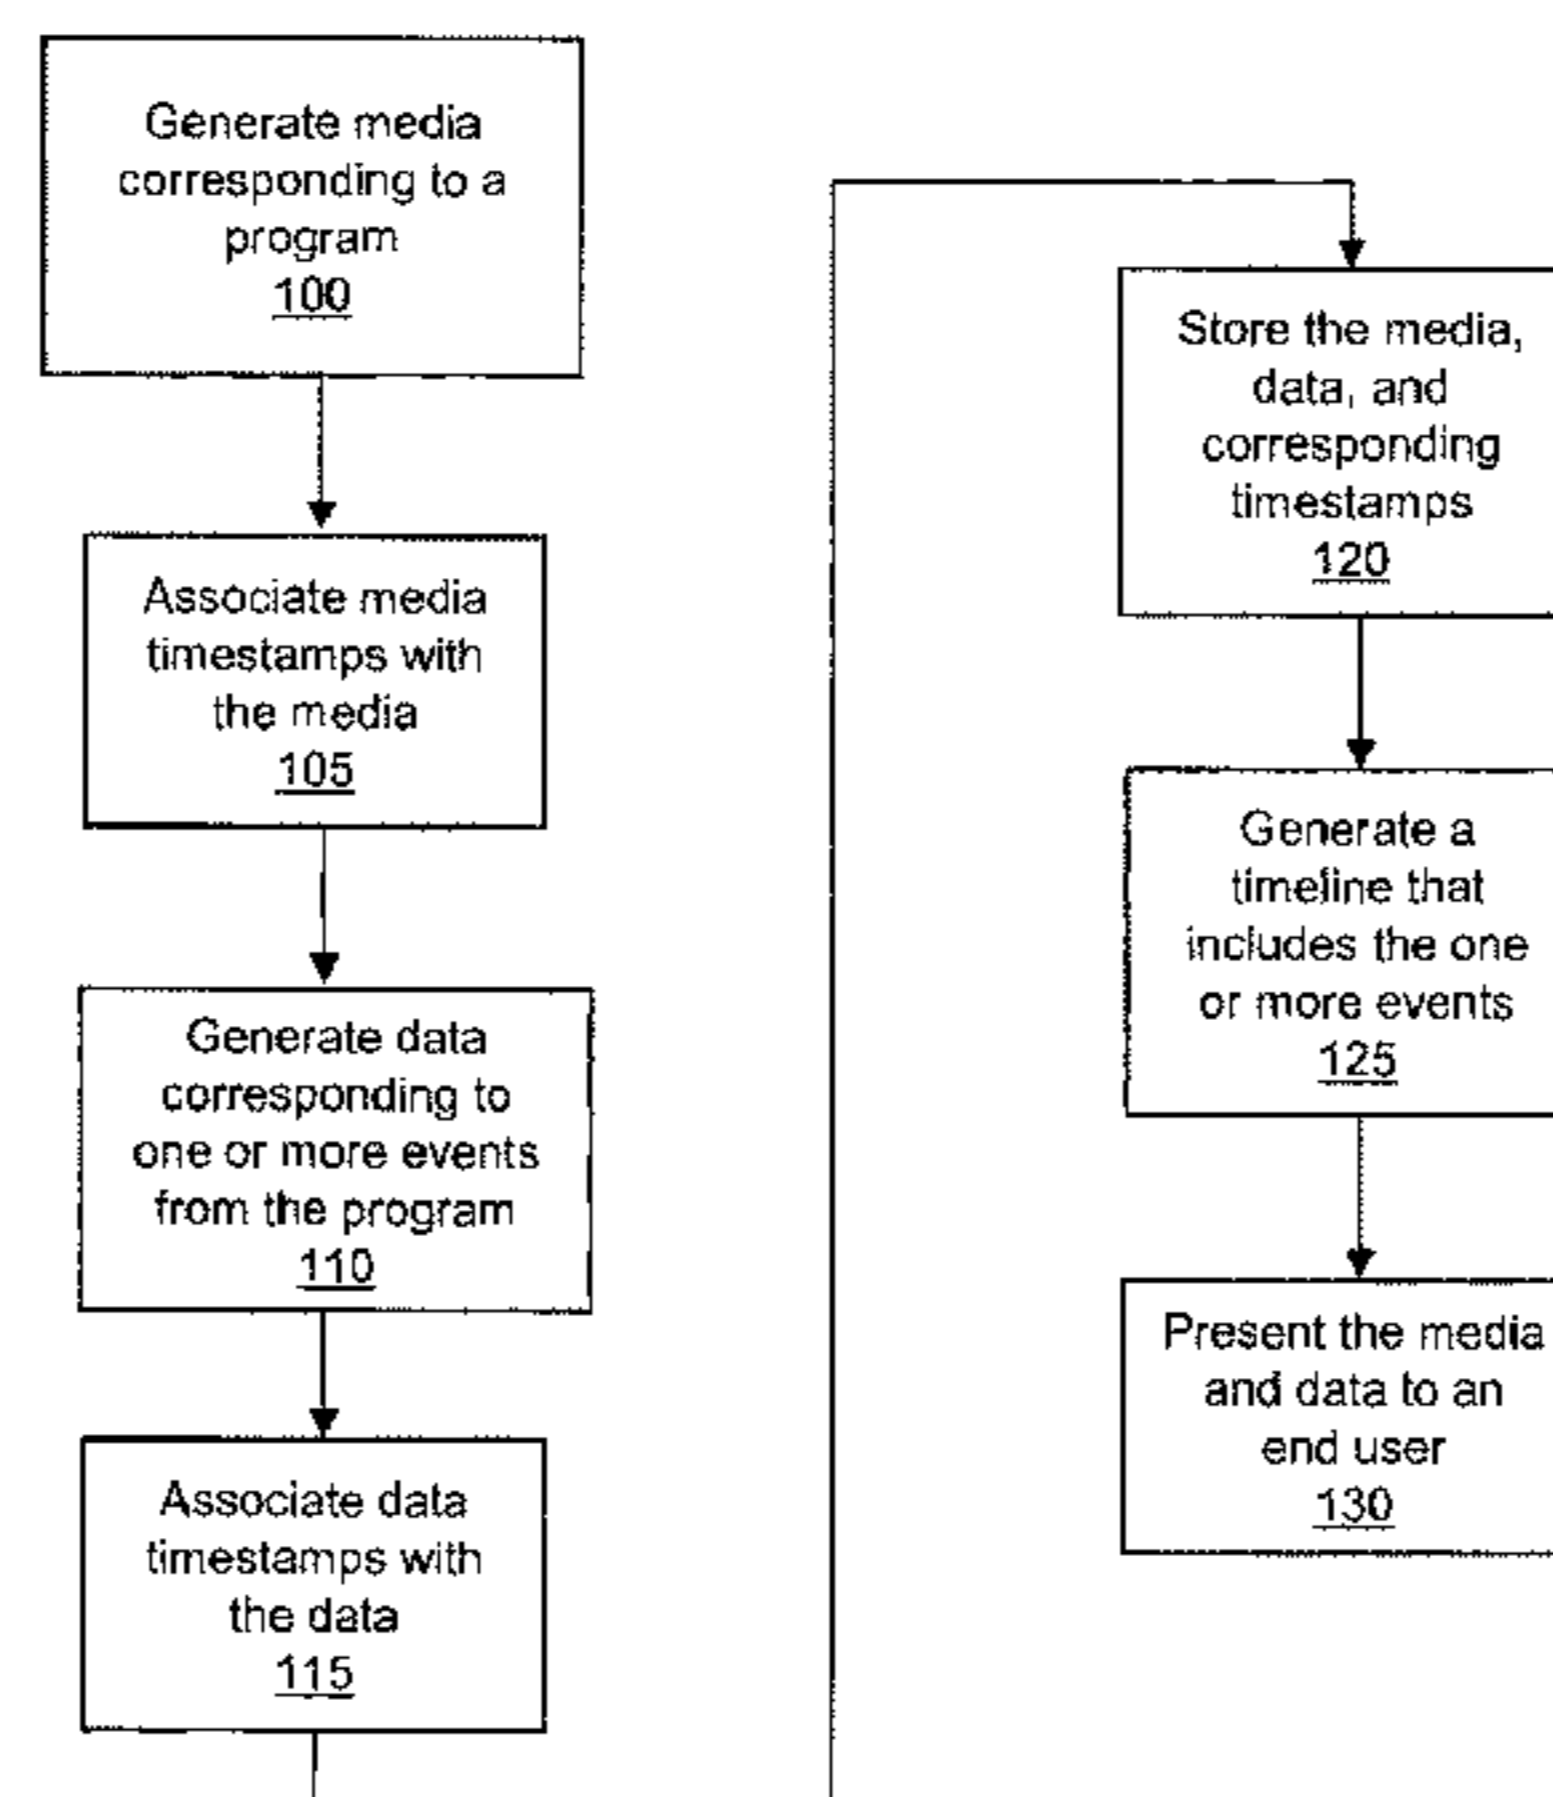 Generate media
corresponding to a
program
100
Associate media
timestamps with
the media
105
Generate data
corresponding to
one or more events
from the program
110
Associate data
timestamps with
the data
115
Store the media,
data, and
corresponding
timestamps
120
Generate a
timeline that
includes the one
or more events
125
Present the media
and data to an
end user
130